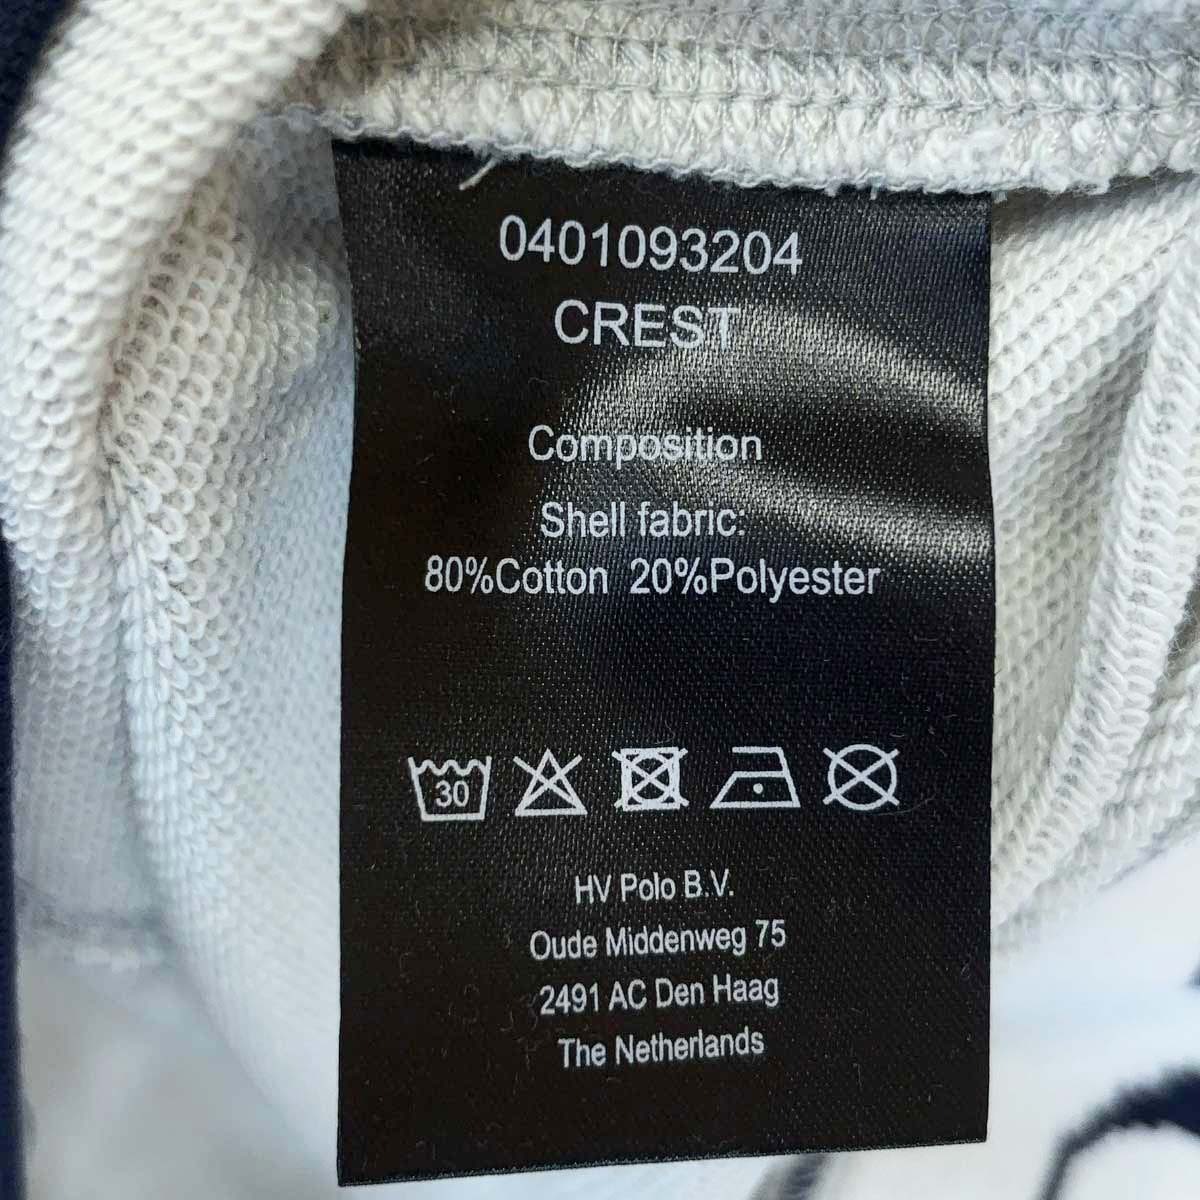 0401093204
CREST
Composition
Shell fabric:
80%Cotton 20%Polyester
30
HV Polo B.V.
Oude Middenweg 75
2491 AC Den Haag
The Netherlands